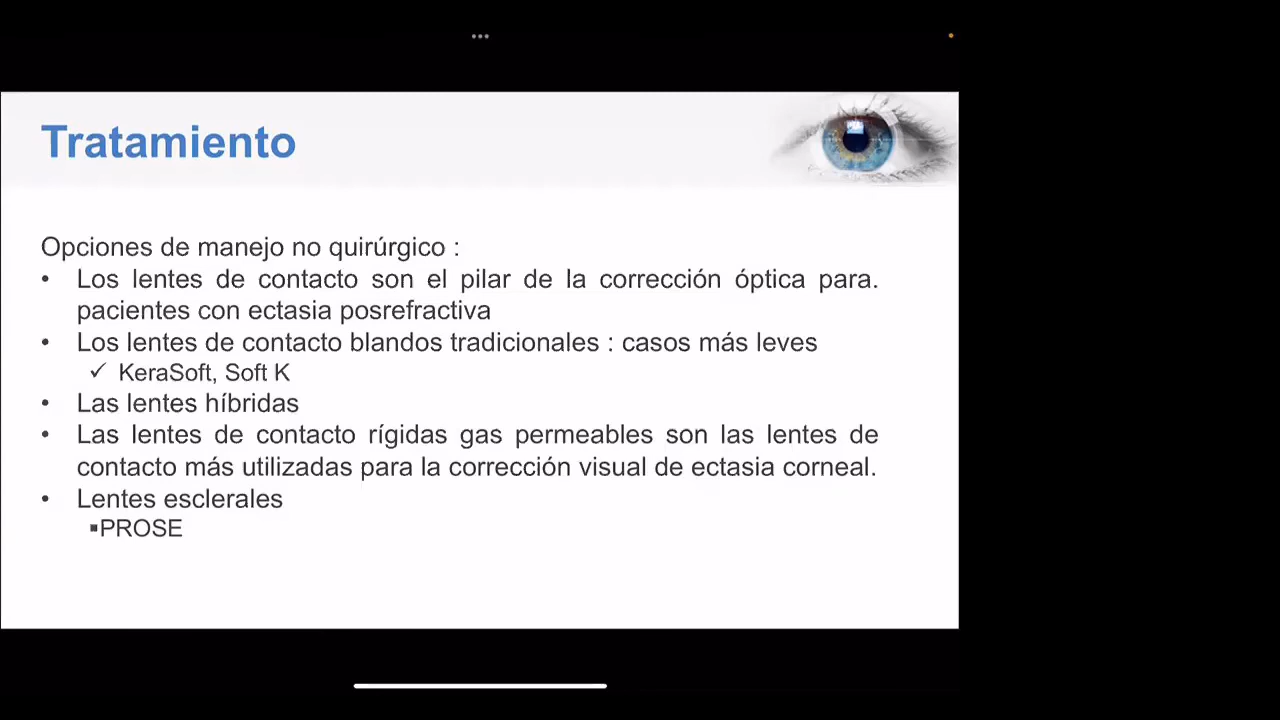 Tratamiento
Opciones de manejo no quirúrgico :
• Los lentes de contacto son el pilar de la corrección óptica para.
pacientes con ectasia posrefractiva
• Los lentes de contacto blandos tradicionales : casos más leves
✓ KeraSoft, Soft K
• Las lentes híbridas
• Las lentes de contacto rígidas gas permeables son las lentes de
contacto más utilizadas para la corrección visual de ectasia corneal.
• Lentes esclerales
▪PROSE